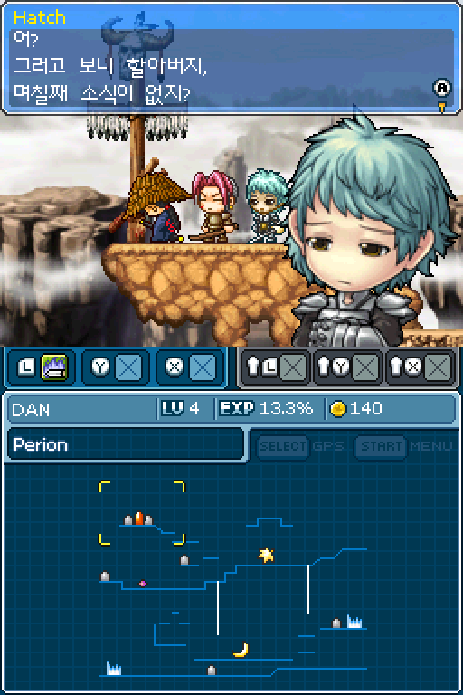 Hatch
어?
그러고 보니 할아버지,
며칠째 소식이 없지?
A
L Y X L Y X
DAN LV 4 EXP 13.3% 140
Perion SELECT GPS START MENU